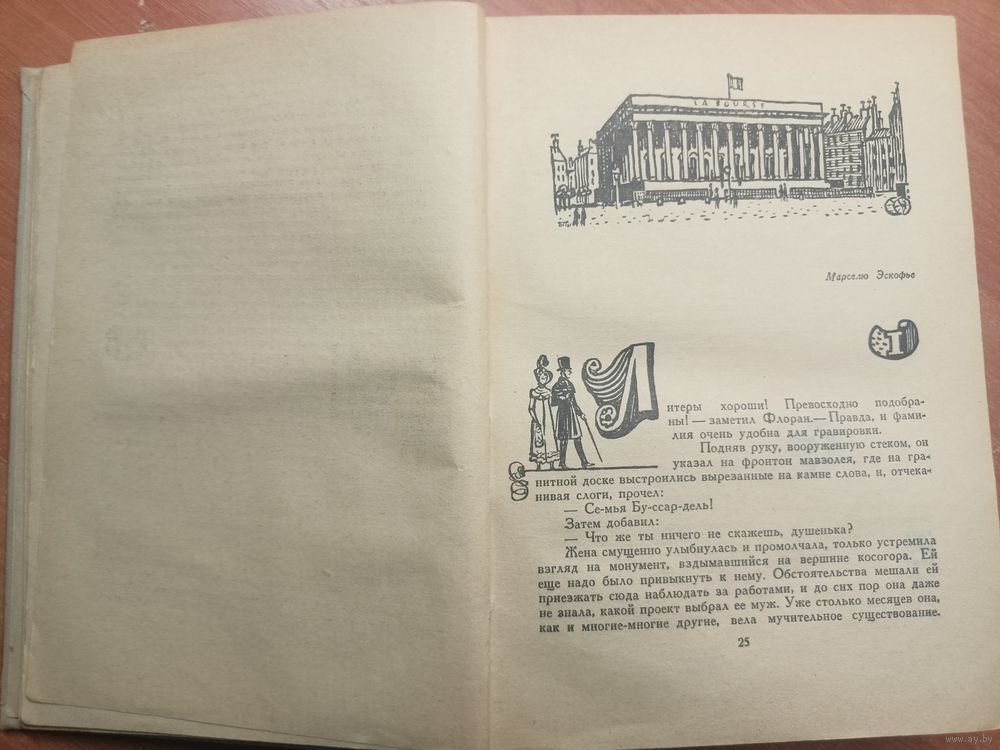 LA BOURSE
Марселю Эскофье
I
Литеры хороши! Превосходно подобра-
ны! — заметил Флоран.— Правда, и фами-
лия очень удобна для гравировки.
Подняв руку, вооруженную стеком, он
указал на фронтон мавзолея, где на гра-
нитной доске выстроились вырезанные на камне слова, и, отчека-
нивая слоги, прочел:
— Се-мья Бу-ссар-дель!
Затем добавил:
— Что же ты ничего не скажешь, душенька?
Жена смущенно улыбнулась и промолчала, только устремила
взгляд на монумент, вздымавшийся на вершине косогора. Ей
еще надо было привыкнуть к нему. Обстоятельства мешали ей
приезжать сюда наблюдать за работами, и до сих пор она даже
не знала, какой проект выбрал ее муж. Уже столько месяцев она,
как и многие-многие другие, вела мучительное существование.
25
www.ay.by